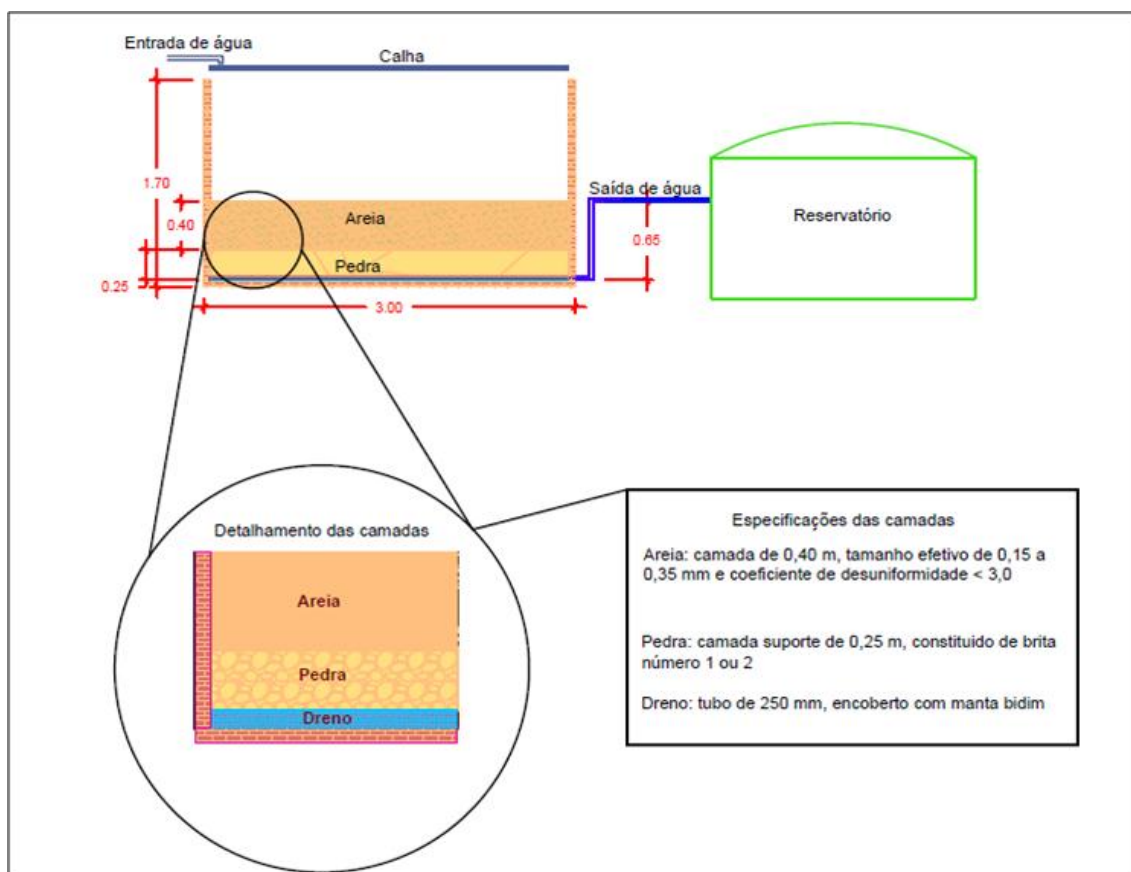 Entrada de água
Calha
1.70
0.40
0.25
Areia
Pedra
3.00
Saída de água
0.65
Reservatório
Detalhamento das camadas
Areia
Pedra
Dreno
Especificações das camadas
Areia: camada de 0,40 m, tamanho efetivo de 0,15 a
0,35 mm e coeficiente de desuniformidade < 3,0
Pedra: camada suporte de 0,25 m, constituido de brita
número 1 ou 2
Dreno: tubo de 250 mm, encoberto com manta bidim